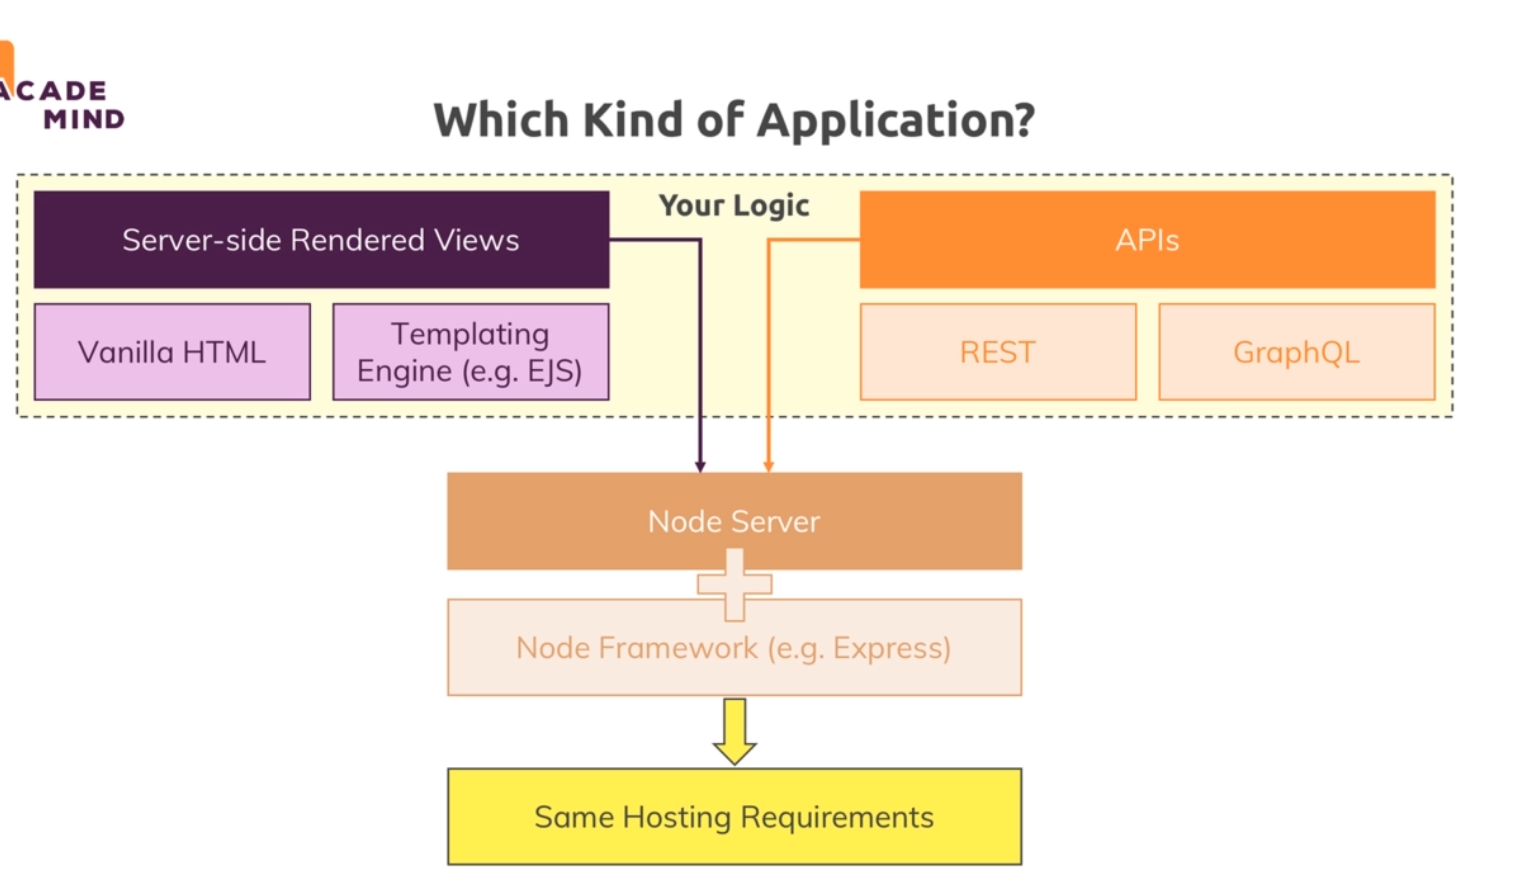 ACADE
MIND
Which Kind of Application?
Your Logic
Server-side Rendered Views
APIs
Vanilla HTML
Templating
Engine (e.g. EJS)
REST
GraphQL
Node Server
Node Framework (e.g. Express)
Same Hosting Requirements